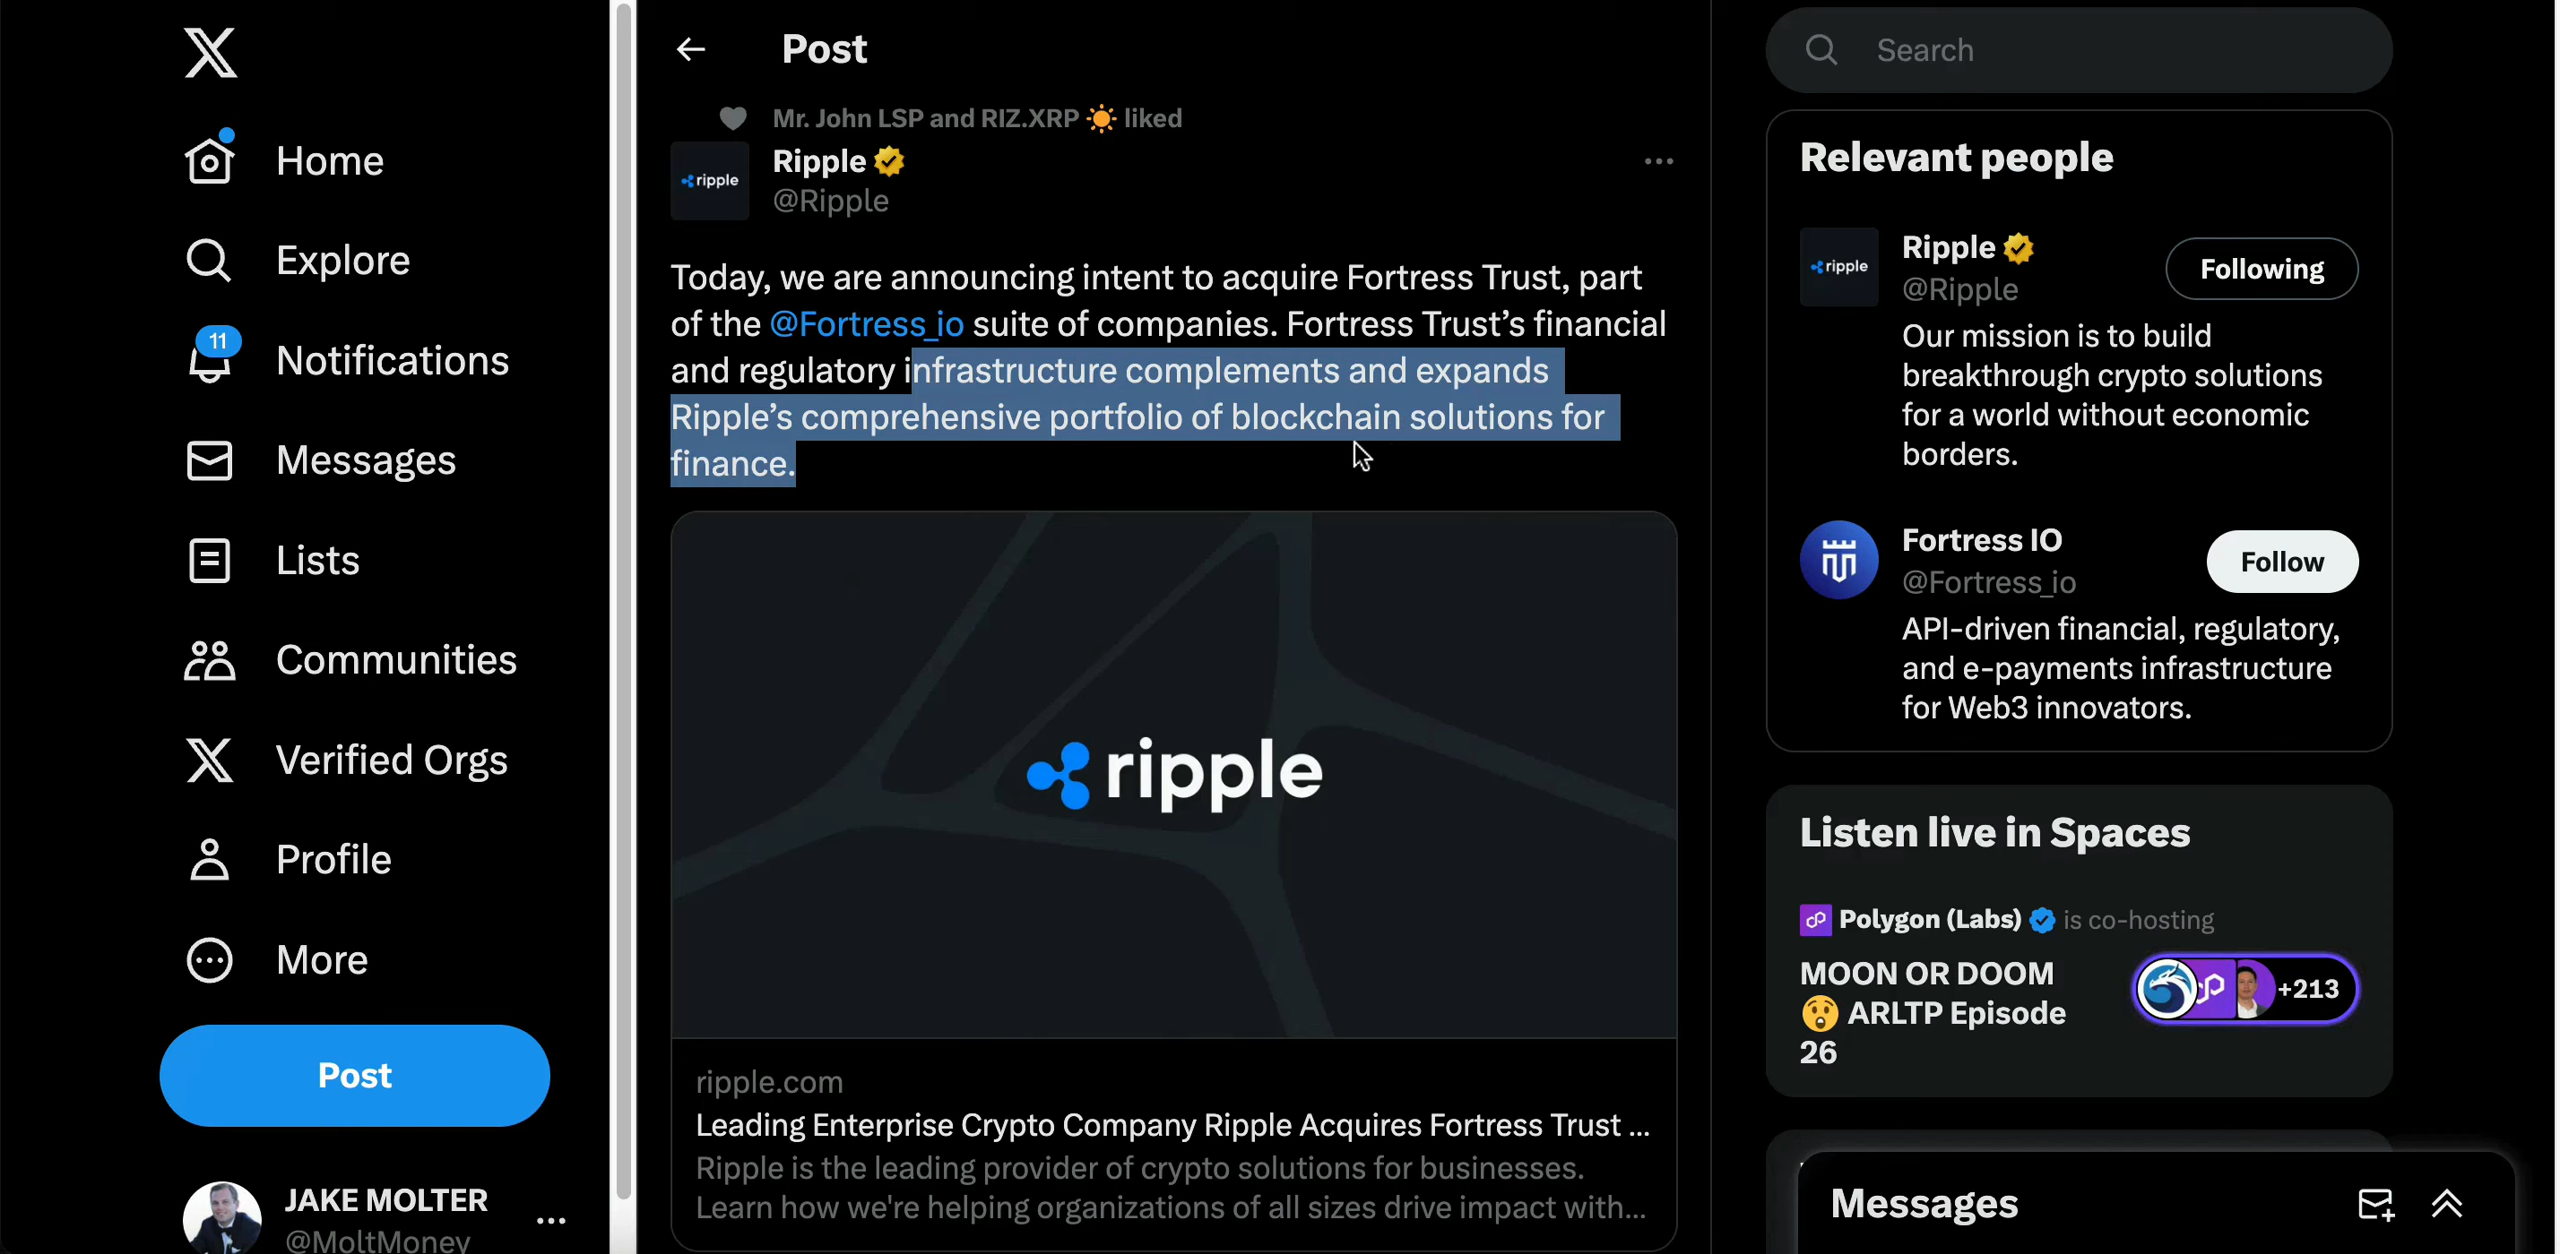 Home
Explore
11
Notifications
Messages
Lists
Communities
Verified Orgs
Profile
More
Post
JAKE MOLTER
@MoltMoney
Post
Mr. John LSP and RIZ.XRP ☀️ liked
ripple
Ripple
@Ripple
Today, we are announcing intent to acquire Fortress Trust, part
of the @Fortress_io suite of companies. Fortress Trust’s financial
and regulatory infrastructure complements and expands
Ripple’s comprehensive portfolio of blockchain solutions for
finance.
ripple
ripple.com
Leading Enterprise Crypto Company Ripple Acquires Fortress Trust ...
Ripple is the leading provider of crypto solutions for businesses.
Learn how we're helping organizations of all sizes drive impact with...
Search
Relevant people
ripple
Ripple
@Ripple
Following
Our mission is to build
breakthrough crypto solutions
for a world without economic
borders.
Fortress IO
@Fortress_io
Follow
API-driven financial, regulatory,
and e-payments infrastructure
for Web3 innovators.
Listen live in Spaces
Polygon (Labs) is co-hosting
MOON OR DOOM
😲 ARLTP Episode
26
+213
Messages